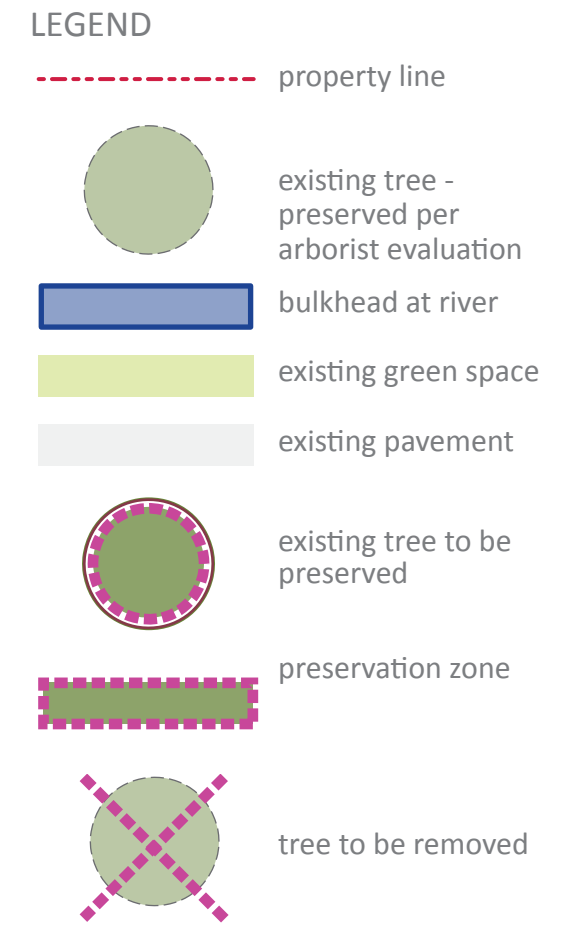 LEGEND
property line
existing tree -
preserved per
arborist evaluation
bulkhead at river
existing green space
existing pavement
existing tree to be
preserved
preservation zone
tree to be removed